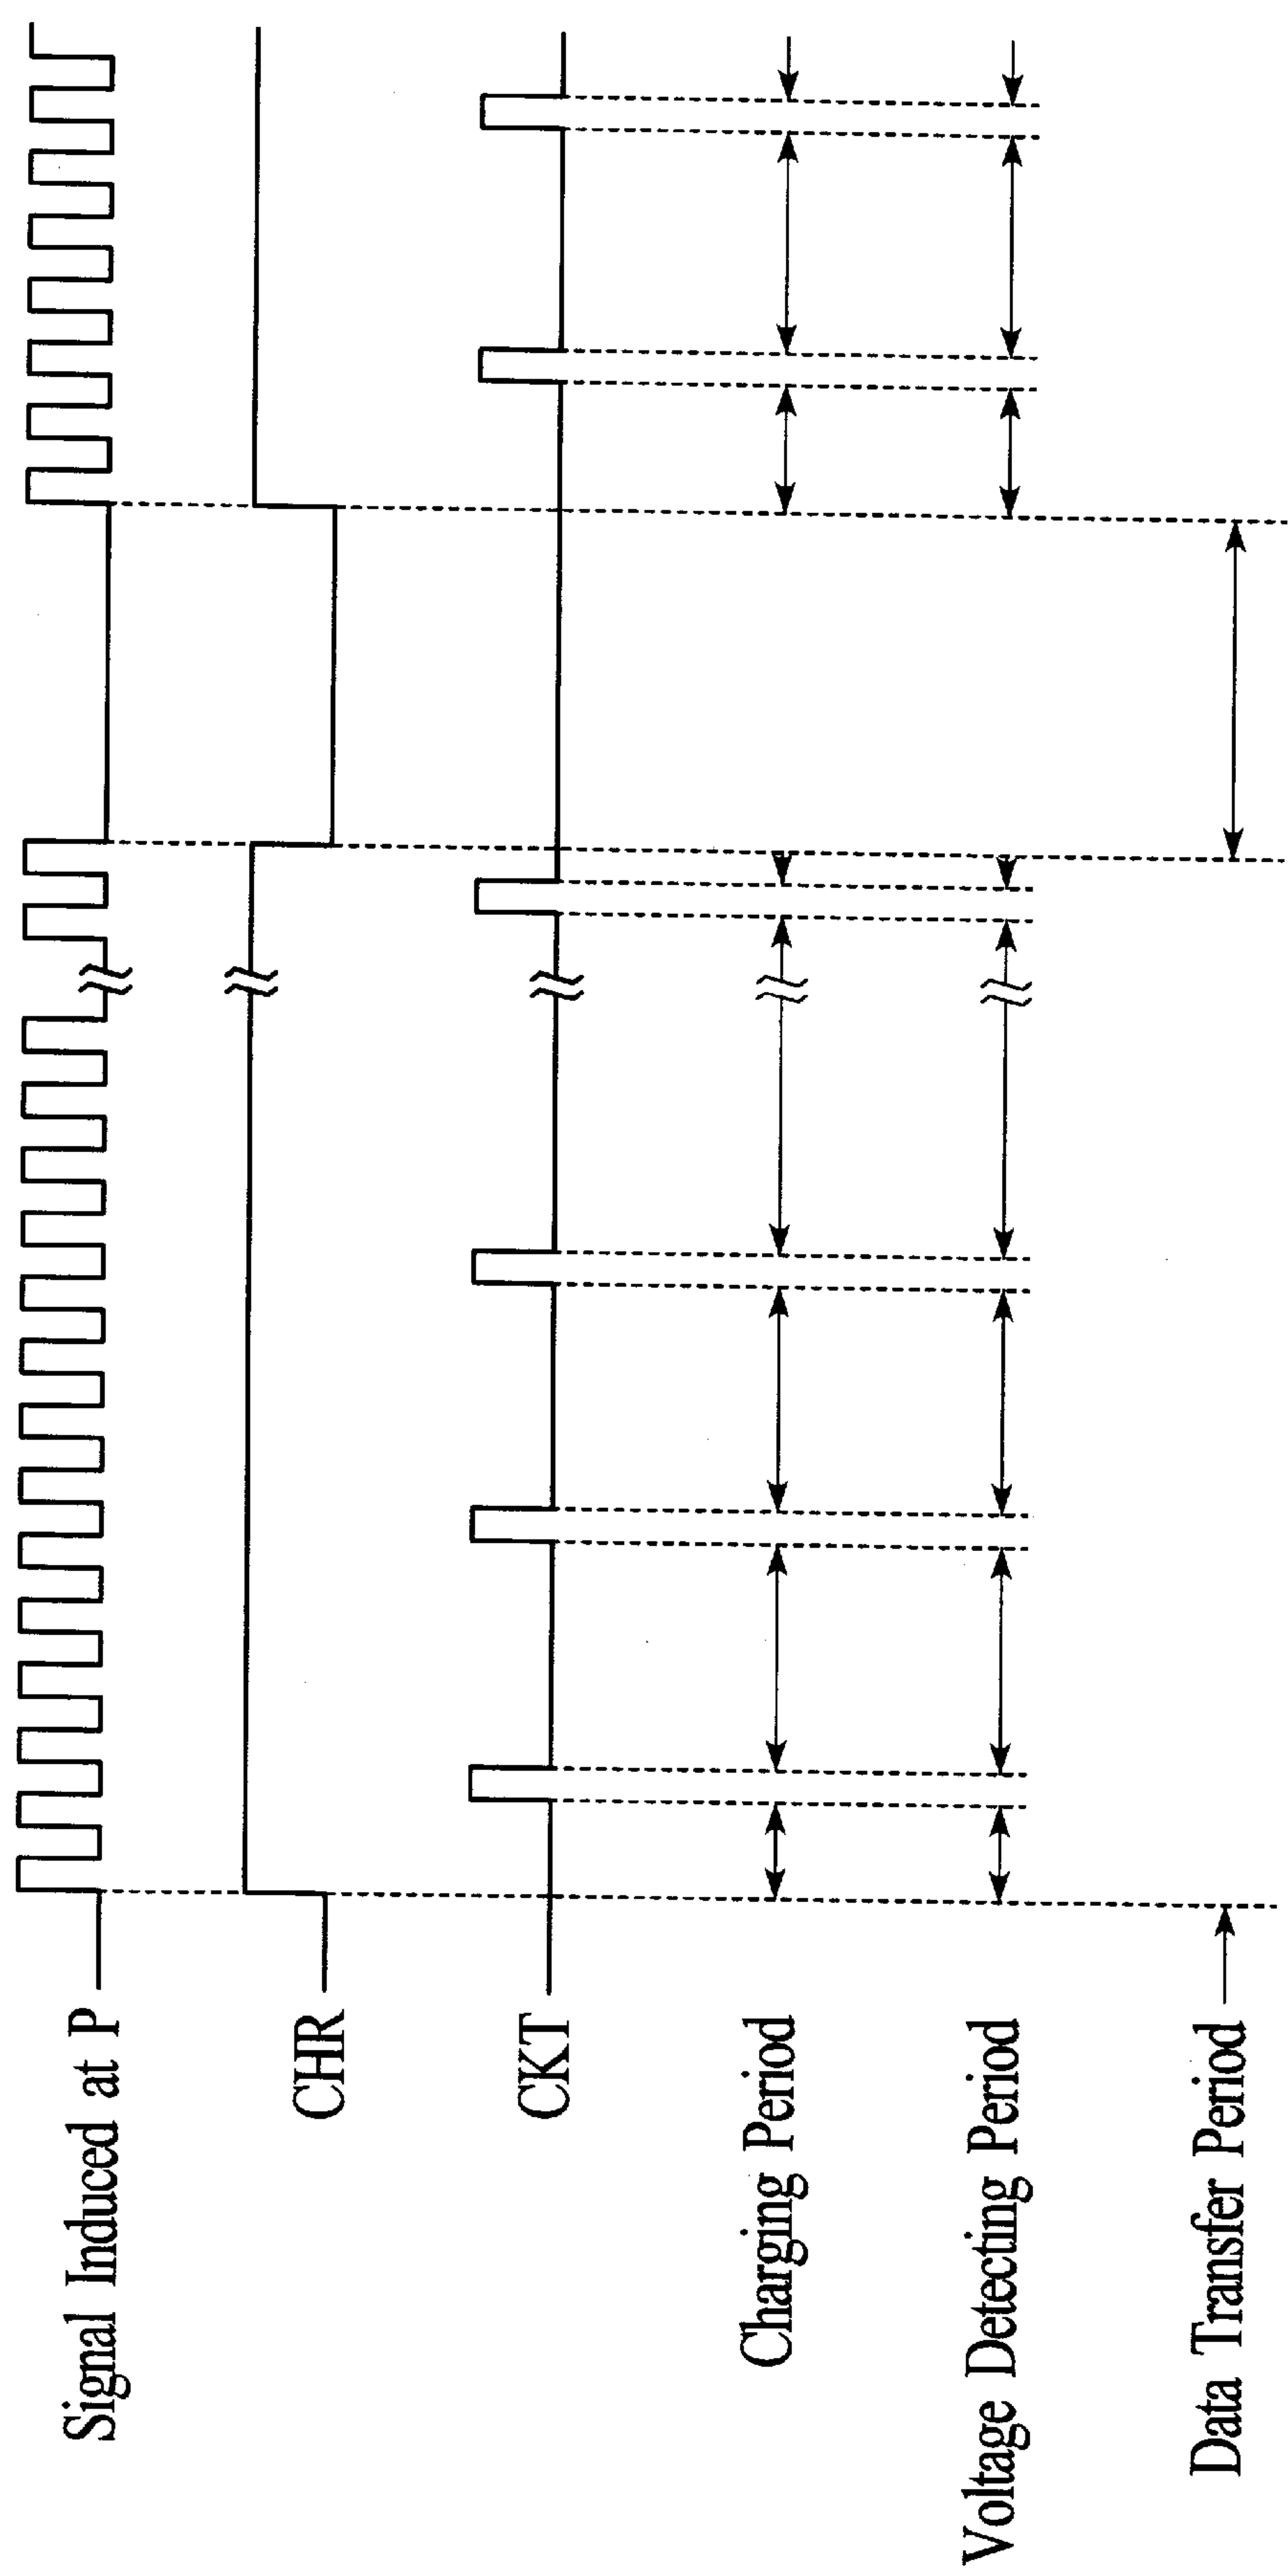 Signal Induced at P
CHR
CKT
Charging Period
Voltage Detecting Period
Data Transfer Period